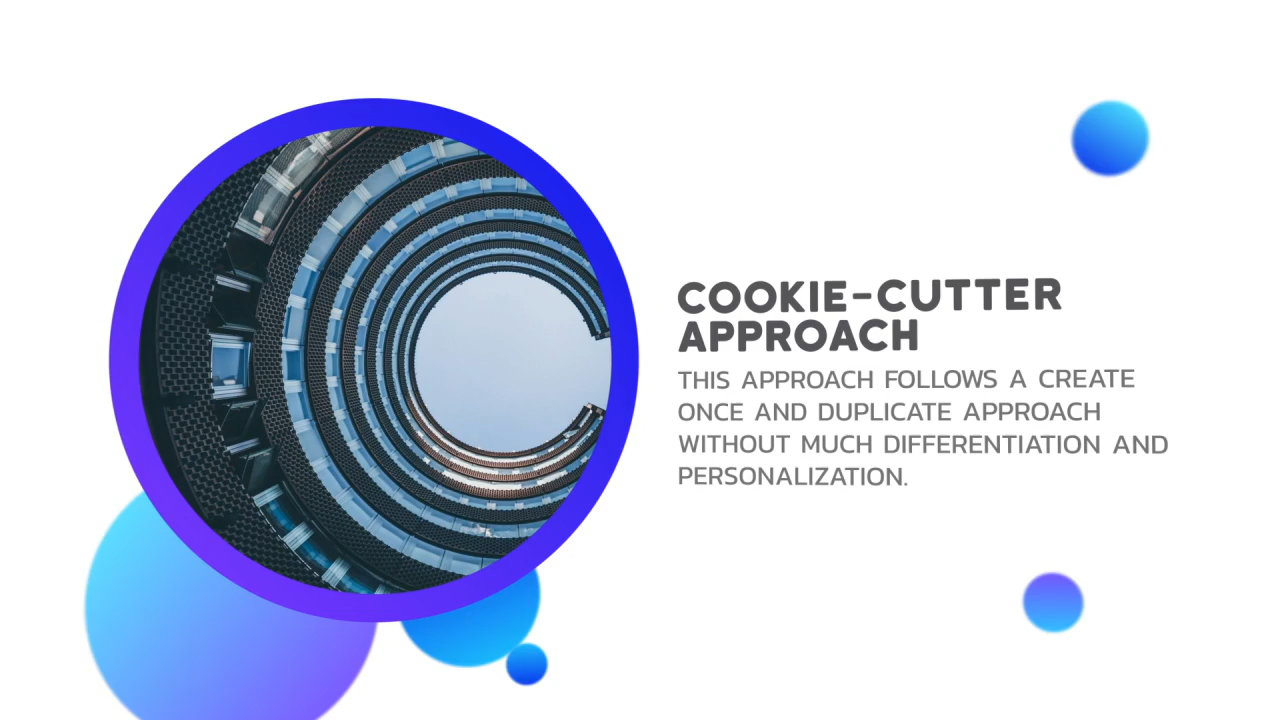 COOKIE-CUTTER
APPROACH
THIS APPROACH FOLLOWS A CREATE
ONCE AND DUPLICATE APPROACH
WITHOUT MUCH DIFFERENTIATION AND
PERSONALIZATION.